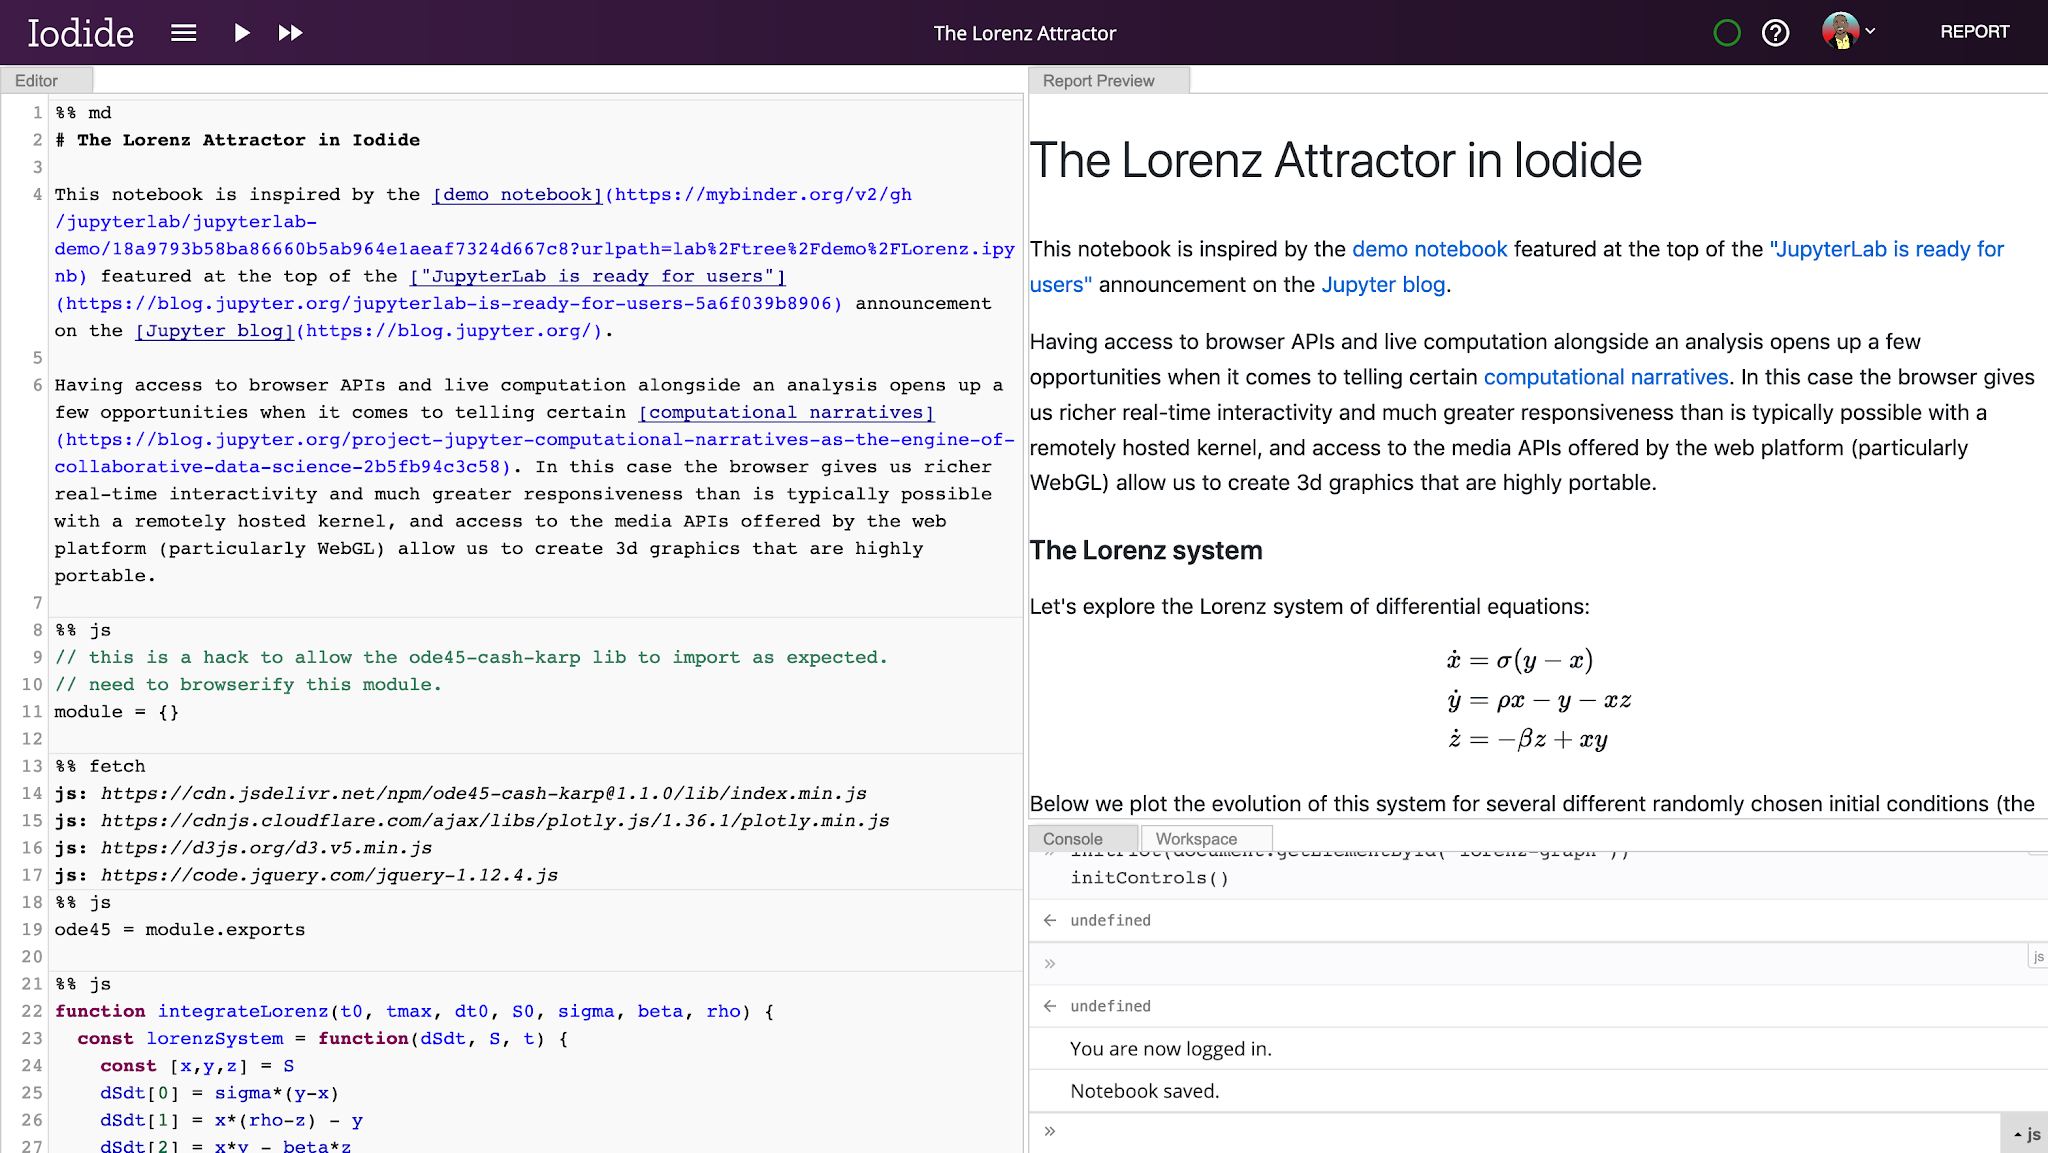 Iodide
The Lorenz Attractor
REPORT
Editor
1 %% md
2 # The Lorenz Attractor in Iodide
3
4 This notebook is inspired by the [demo notebook](https://mybinder.org/v2/gh
/jupyterlab/jupyterlab-
demo/18a9793b58ba86660b5ab964e1aeaf7324d667c8?urlpath=lab%2Ftree%2Fdemo%2FLorenz.ipy
nb) featured at the top of the ["JupyterLab is ready for users"]
(https://blog.jupyter.org/jupyterlab-is-ready-for-users-5a6f039b8906) announcement
on the [Jupyter blog](https://blog.jupyter.org/).
5
6 Having access to browser APIs and live computation alongside an analysis opens up a
few opportunities when it comes to telling certain [computational narratives]
(https://blog.jupyter.org/project-jupyter-computational-narratives-as-the-engine-of-
collaborative-data-science-2b5fb94c3c58). In this case the browser gives us richer
real-time interactivity and much greater responsiveness than is typically possible
with a remotely hosted kernel, and access to the media APIs offered by the web
platform (particularly WebGL) allow us to create 3d graphics that are highly
portable.
7
8 %% js
9 // this is a hack to allow the ode45-cash-karp lib to import as expected.
10 // need to browserify this module.
11 module = {}
12
13 %% fetch
14 js: https://cdn.jsdelivr.net/npm/ode45-cash-karp@1.1.0/lib/index.min.js
15 js: https://cdnjs.cloudflare.com/ajax/libs/plotly.js/1.36.1/plotly.min.js
16 js: https://d3js.org/d3.v5.min.js
17 js: https://code.jquery.com/jquery-1.12.4.js
18 %% js
19 ode45 = module.exports
20
21 %% js
22 function integrateLorenz(t0, tmax, dt0, S0, sigma, beta, rho) {
23 const lorenzSystem = function(dSdt, S, t) {
24 const [x,y,z] = S
25 dSdt[0] = sigma*(y-x)
26 dSdt[1] = x*(rho-z) - y
27 dSdt[2] = x*y - beta*z
Report Preview
The Lorenz Attractor in Iodide
This notebook is inspired by the demo notebook featured at the top of the "JupyterLab is ready for
users" announcement on the Jupyter blog.
Having access to browser APIs and live computation alongside an analysis opens up a few
opportunities when it comes to telling certain computational narratives. In this case the browser gives
us richer real-time interactivity and much greater responsiveness than is typically possible with a
remotely hosted kernel, and access to the media APIs offered by the web platform (particularly
WebGL) allow us to create 3d graphics that are highly portable.
The Lorenz system
Let's explore the Lorenz system of differential equations:
ẋ = σ(y − x)
ẏ = ρx − y − xz
ż = −βz + xy
Below we plot the evolution of this system for several different randomly chosen initial conditions (the
Console Workspace
» initPlot(document.getElementById("lorenz-graph"))
initControls()
← undefined
» js
← undefined
You are now logged in.
Notebook saved.
» js